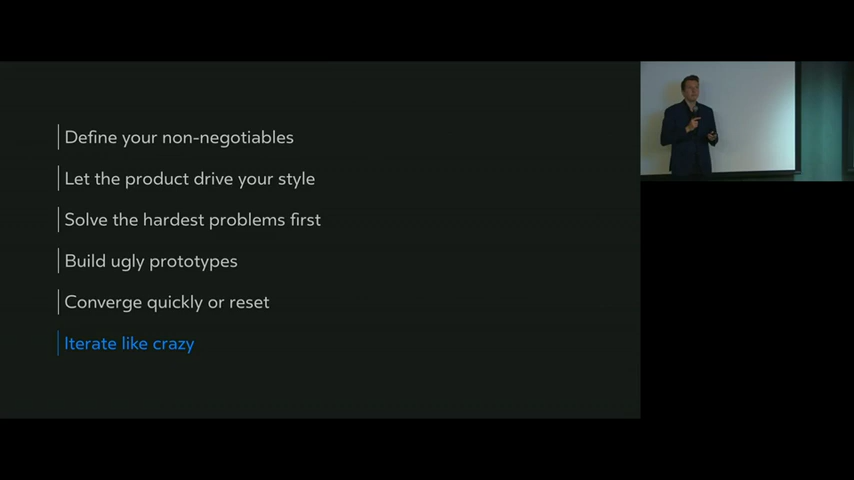 Define your non-negotiables
Let the product drive your style
Solve the hardest problems first
Build ugly prototypes
Converge quickly or reset
Iterate like crazy